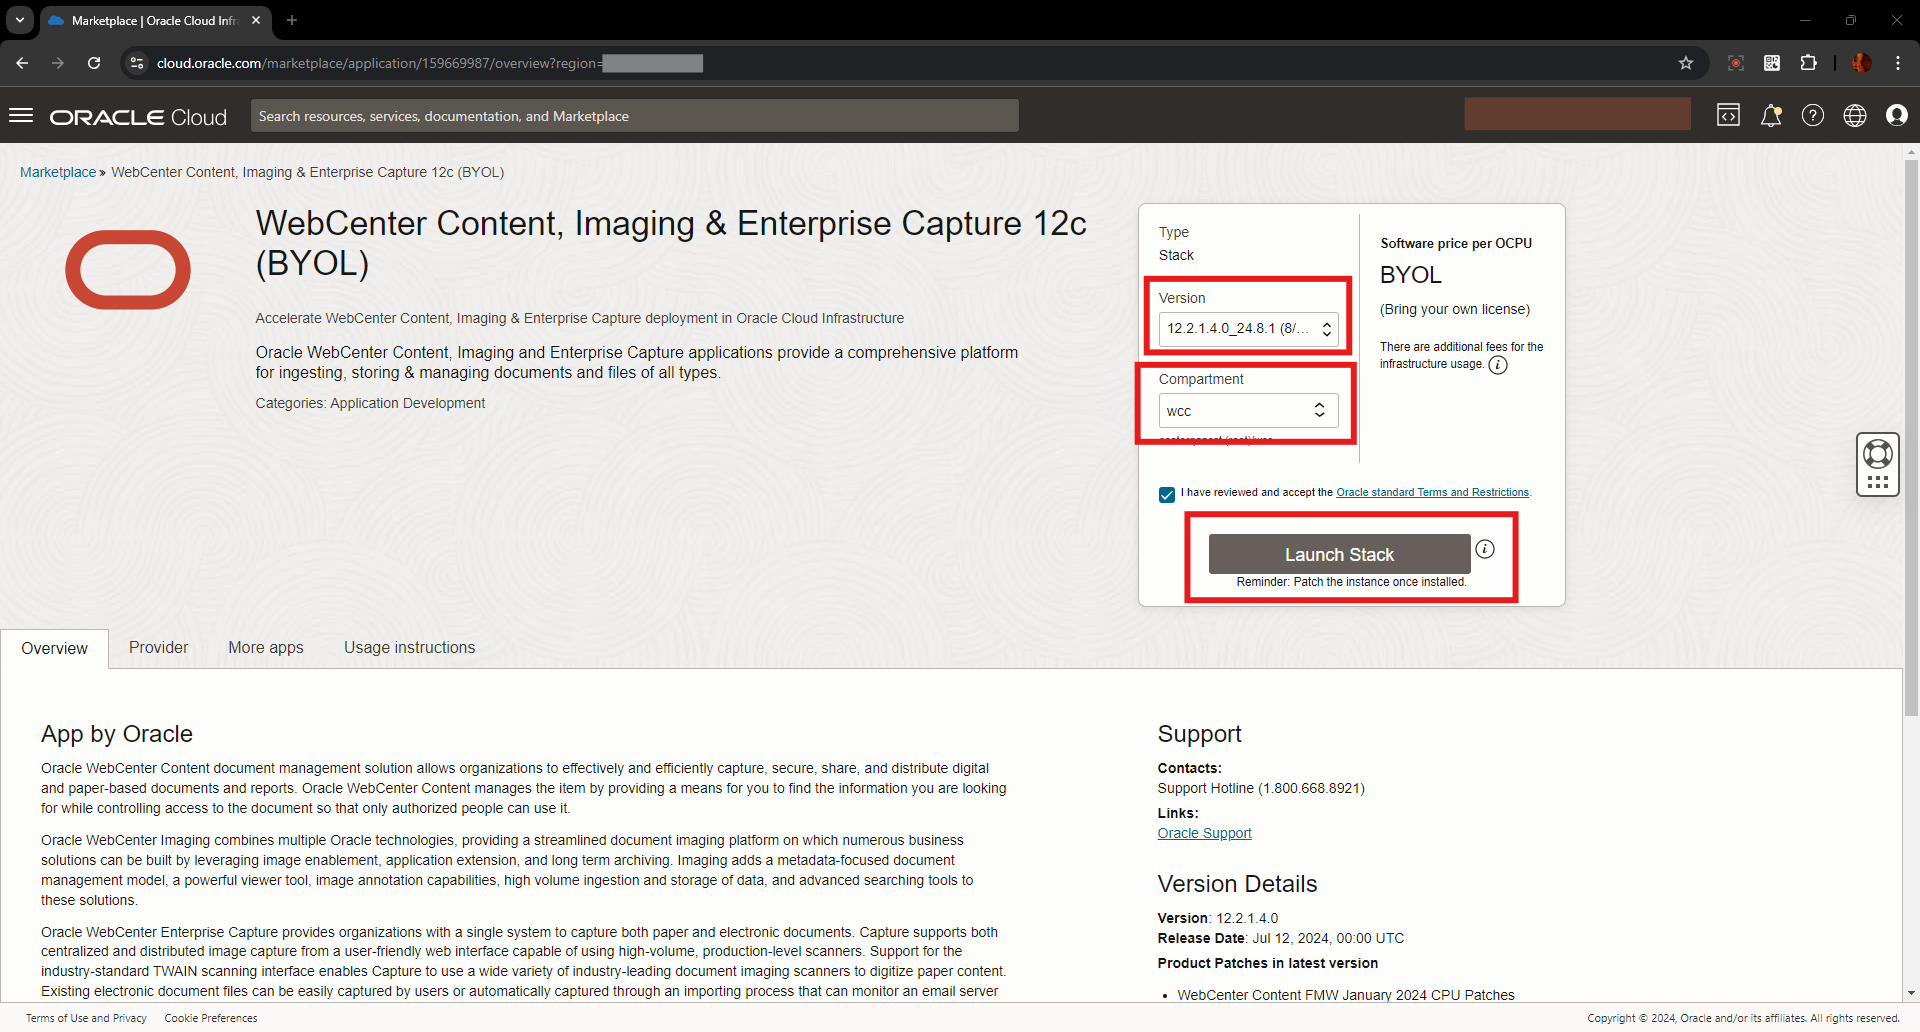 Marketplace | Oracle Cloud Infr
cloud.oracle.com/marketplace/application/159669987/overview?region=
ORACLE Cloud
Search resources, services, documentation, and Marketplace
Marketplace » WebCenter Content, Imaging & Enterprise Capture 12c (BYOL)
WebCenter Content, Imaging & Enterprise Capture 12c
(BYOL)
Accelerate WebCenter Content, Imaging & Enterprise Capture deployment in Oracle Cloud Infrastructure
Oracle WebCenter Content, Imaging and Enterprise Capture applications provide a comprehensive platform
for ingesting, storing & managing documents and files of all types.
Categories: Application Development
Type
Stack
Version
12.2.1.4.0_24.8.1 (8/...
Compartment
wcc
Software price per OCPU
BYOL
(Bring your own license)
There are additional fees for the
infrastructure usage.
I have reviewed and accept the Oracle standard Terms and Restrictions.
Launch Stack
Reminder: Patch the instance once installed.
Overview
Provider
More apps
Usage instructions
App by Oracle
Oracle WebCenter Content document management solution allows organizations to effectively and efficiently capture, secure, share, and distribute digital
and paper-based documents and reports. Oracle WebCenter Content manages the item by providing a means for you to find the information you are looking
for while controlling access to the document so that only authorized people can use it.
Oracle WebCenter Imaging combines multiple Oracle technologies, providing a streamlined document imaging platform on which numerous business
solutions can be built by leveraging image enablement, application extension, and long term archiving. Imaging adds a metadata-focused document
management model, a powerful viewer tool, image annotation capabilities, high volume ingestion and storage of data, and advanced searching tools to
these solutions.
Oracle WebCenter Enterprise Capture provides organizations with a single system to capture both paper and electronic documents. Capture supports both
centralized and distributed image capture from a user-friendly web interface capable of using high-volume, production-level scanners. Support for the
industry-standard TWAIN scanning interface enables Capture to use a wide variety of industry-leading document imaging scanners to digitize paper content.
Existing electronic document files can be easily captured by users or automatically captured through an importing process that can monitor an email server
Support
Contacts:
Support Hotline (1.800.668.8921)
Links:
Oracle Support
Version Details
Version: 12.2.1.4.0
Release Date: Jul 12, 2024, 00:00 UTC
Product Patches in latest version
• WebCenter Content FMW January 2024 CPU Patches
Terms of Use and Privacy
Cookie Preferences
Copyright © 2024, Oracle and/or its affiliates. All rights reserved.